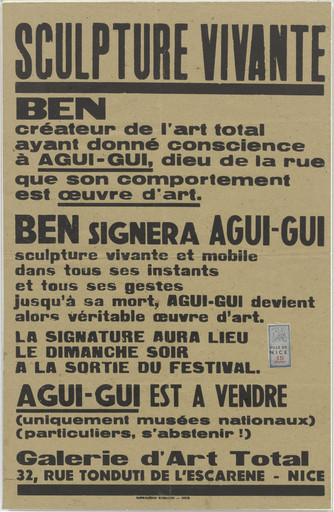 SCULPTURE VIVANTE
BEN
créateur de l'art total
ayant donné conscience
à AGUI-GUI, dieu de la rue
que son comportement
est œuvre d'art.
BEN SIGNERA AGUI-GUI
sculpture vivante et mobile
dans tous ses instants
et tous ses gestes
jusqu'à sa mort, AGUI-GUI devient
alors véritable œuvre d'art.
LA SIGNATURE AURA LIEU
LE DIMANCHE SOIR
A LA SORTIE DU FESTIVAL.
VILLE DE
NICE
AGUI-GUI EST A VENDRE
(uniquement musées nationaux)
(particuliers, s'abstenir !)
Galerie d'Art Total
32, RUE TONDUTI DE L'ESCARENE - NICE